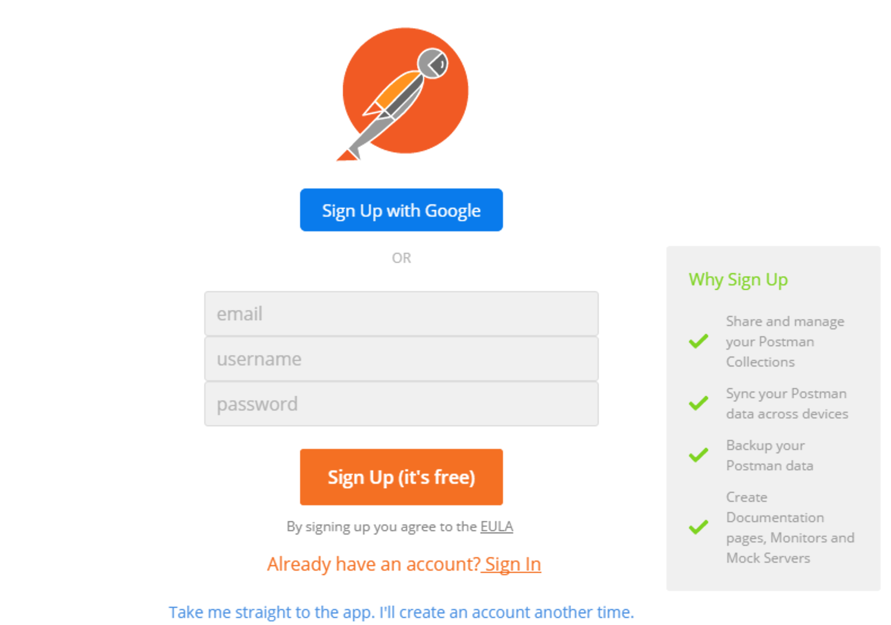 Sign Up with Google
OR
email
username
password
Sign Up (it's free)
By signing up you agree to the EULA
Already have an account? Sign In
Take me straight to the app. I'll create an account another time.
Why Sign Up
Share and manage
your Postman
Collections
Sync your Postman
data across devices
Backup your
Postman data
Create
Documentation
pages, Monitors and
Mock Servers